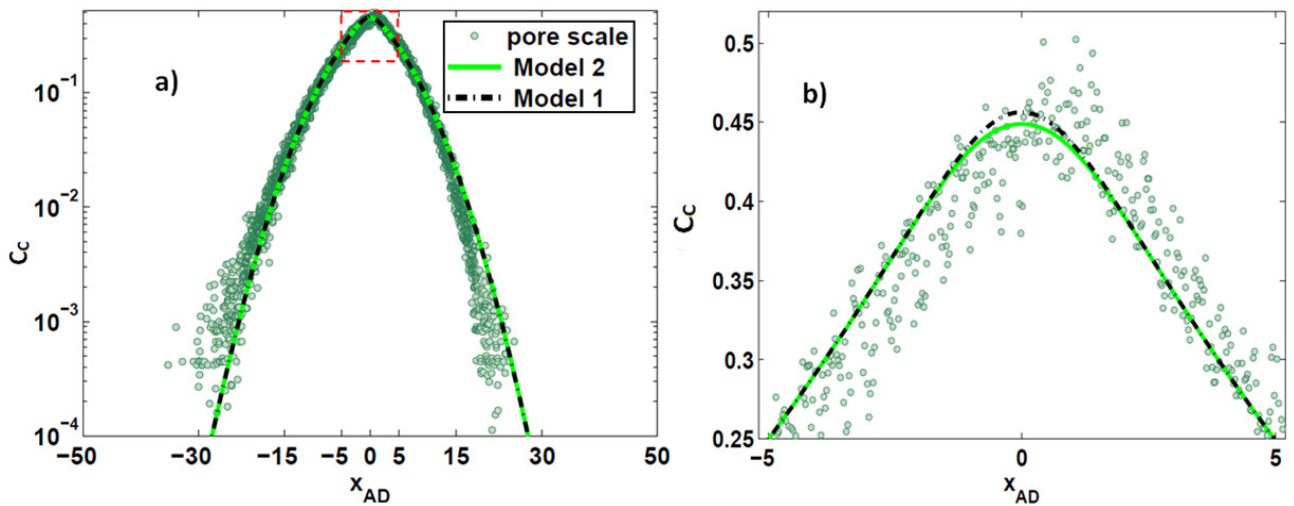 a)
pore scale
Model 2
Model 1
10⁻¹
10⁻²
10⁻³
10⁻⁴
C_C
−50 −30 −15 0 5 15 30 50
x_AD
b)
0.5
0.45
0.4
0.35
0.3
0.25
C_C
−5 0 5
x_AD